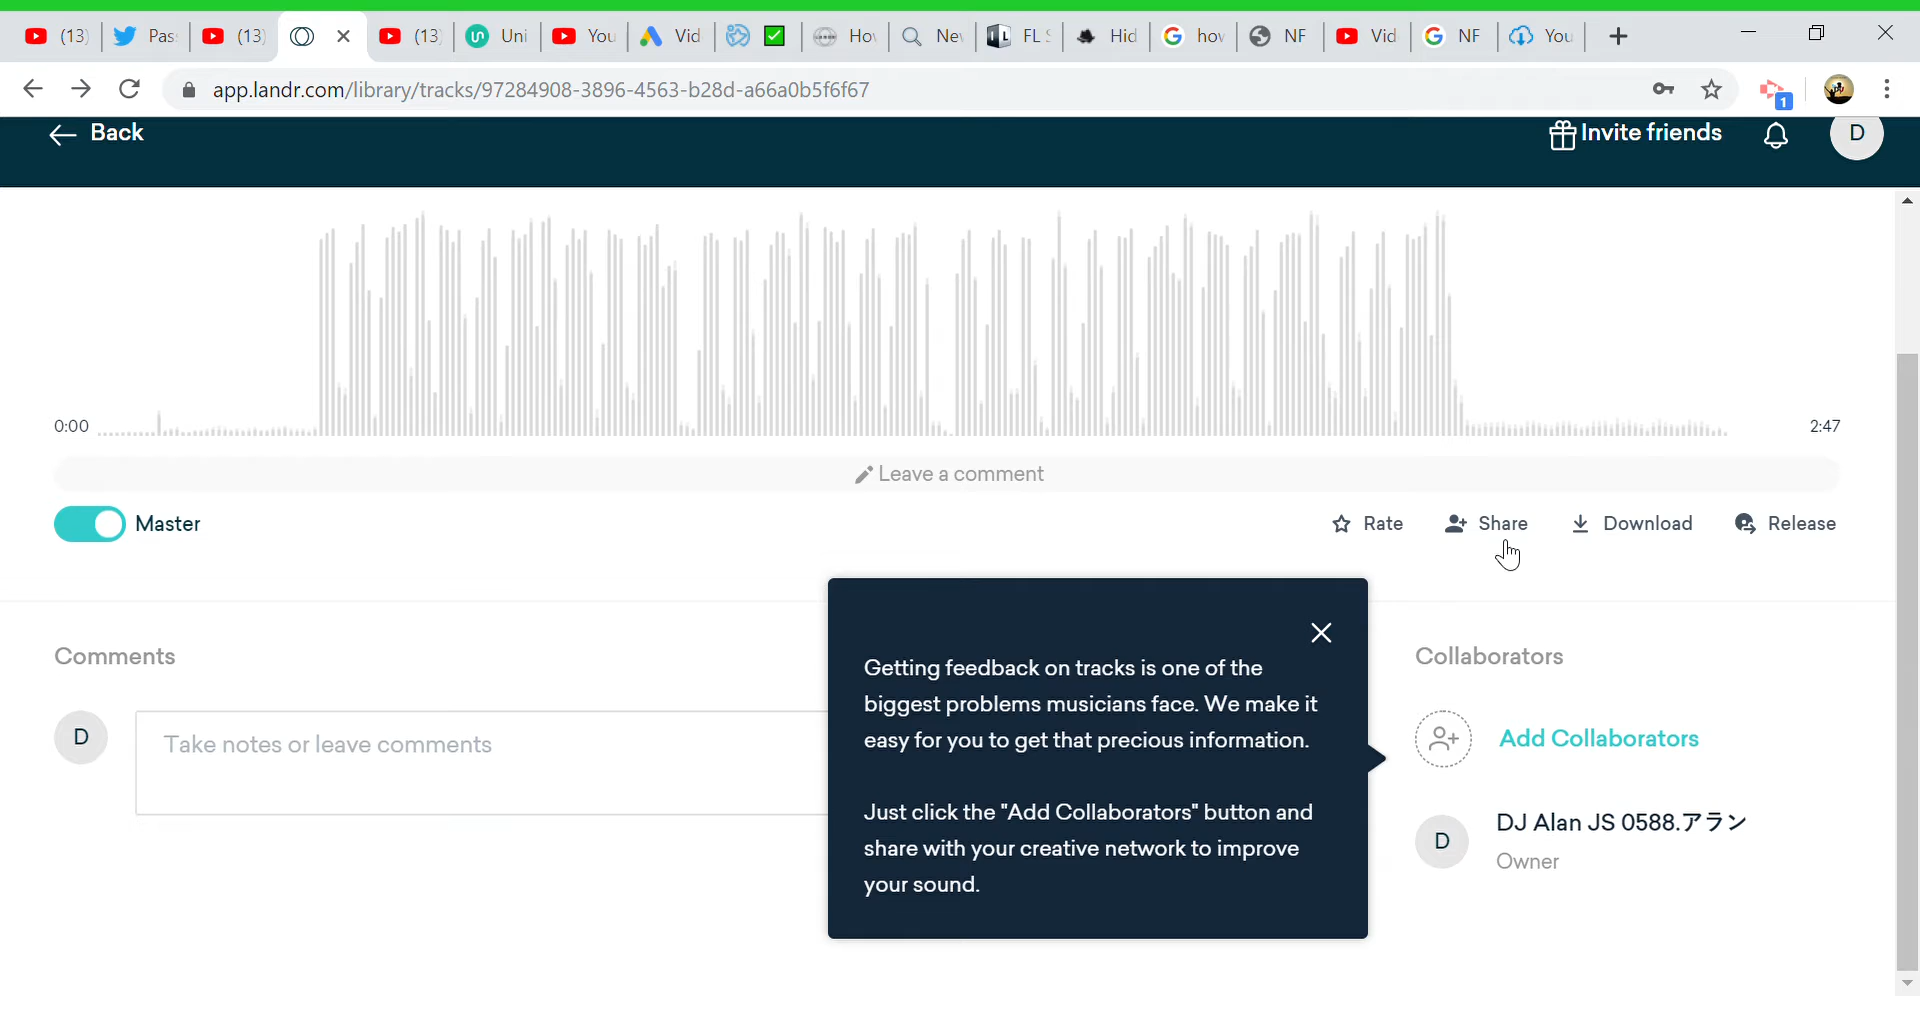 (13)
Pas
(13)
(13)
Uni
You
Vid
Hov
Nev
FL S
Hid
how
NF
Vid
NF
You
app.landr.com/library/tracks/97284908-3896-4563-b28d-a66a0b5f6f67
1
Back
Invite friends
D
0:00
2:47
Leave a comment
Master
Rate
Share
Download
Release
Comments
D
Take notes or leave comments
Getting feedback on tracks is one of the
biggest problems musicians face. We make it
easy for you to get that precious information.
Just click the "Add Collaborators" button and
share with your creative network to improve
your sound.
Collaborators
Add Collaborators
D
DJ Alan JS 0588.アラン
Owner